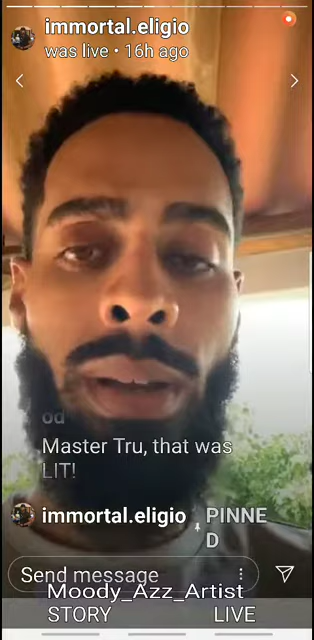 immortal.eligio
was live • 16h ago
od
Master Tru, that was
LIT!
immortal.eligio PINNE
D
Send message
Moody_Azz_Artist
STORY LIVE